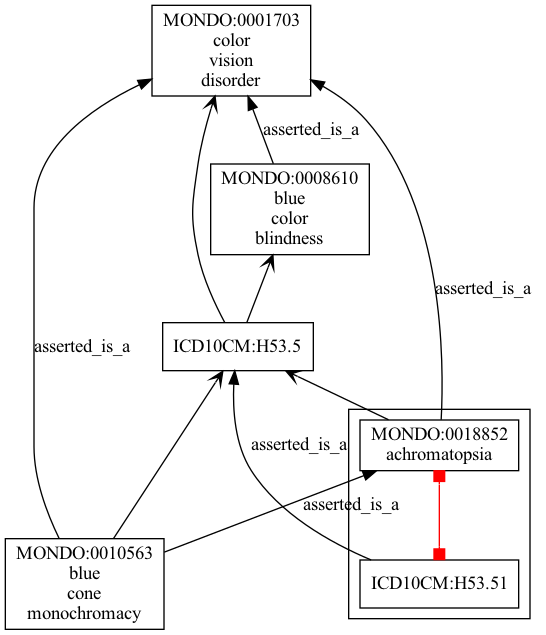 MONDO:0001703
color
vision
disorder
asserted_is_a
MONDO:0008610
blue
color
blindness
asserted_is_a
asserted_is_a
ICD10CM:H53.5
MONDO:0018852
achromatopsia
asserted_is_a
asserted_is_a
MONDO:0010563
blue
cone
monochromacy
ICD10CM:H53.51